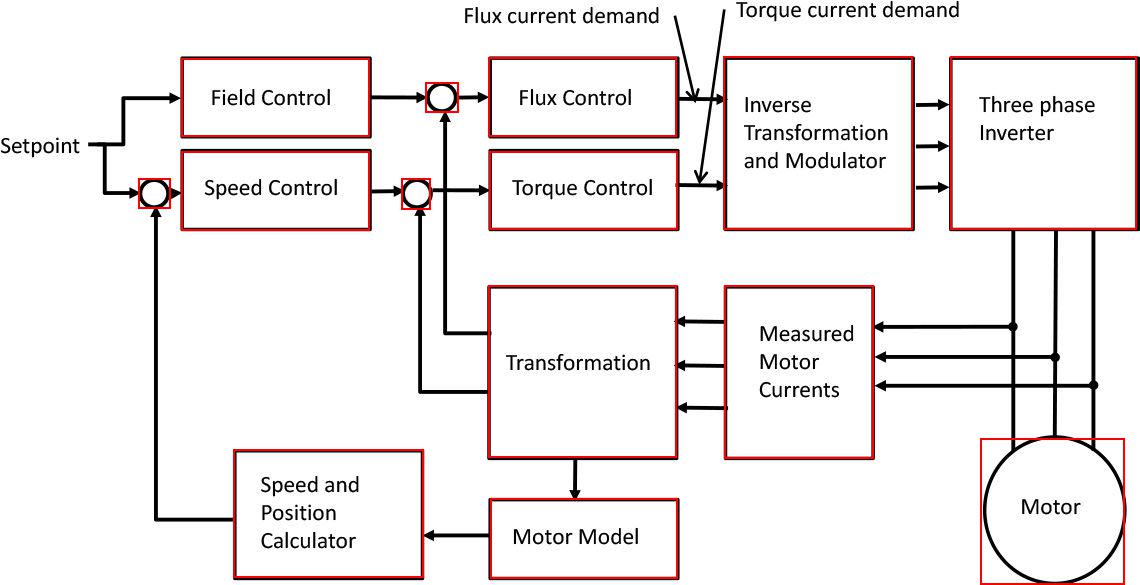 Flux current demand
Torque current demand
Setpoint
Field Control
Flux Control
Inverse
Transformation
and Modulator
Three phase
Inverter
Speed Control
Torque Control
Transformation
Measured
Motor
Currents
Speed and
Position
Calculator
Motor Model
Motor